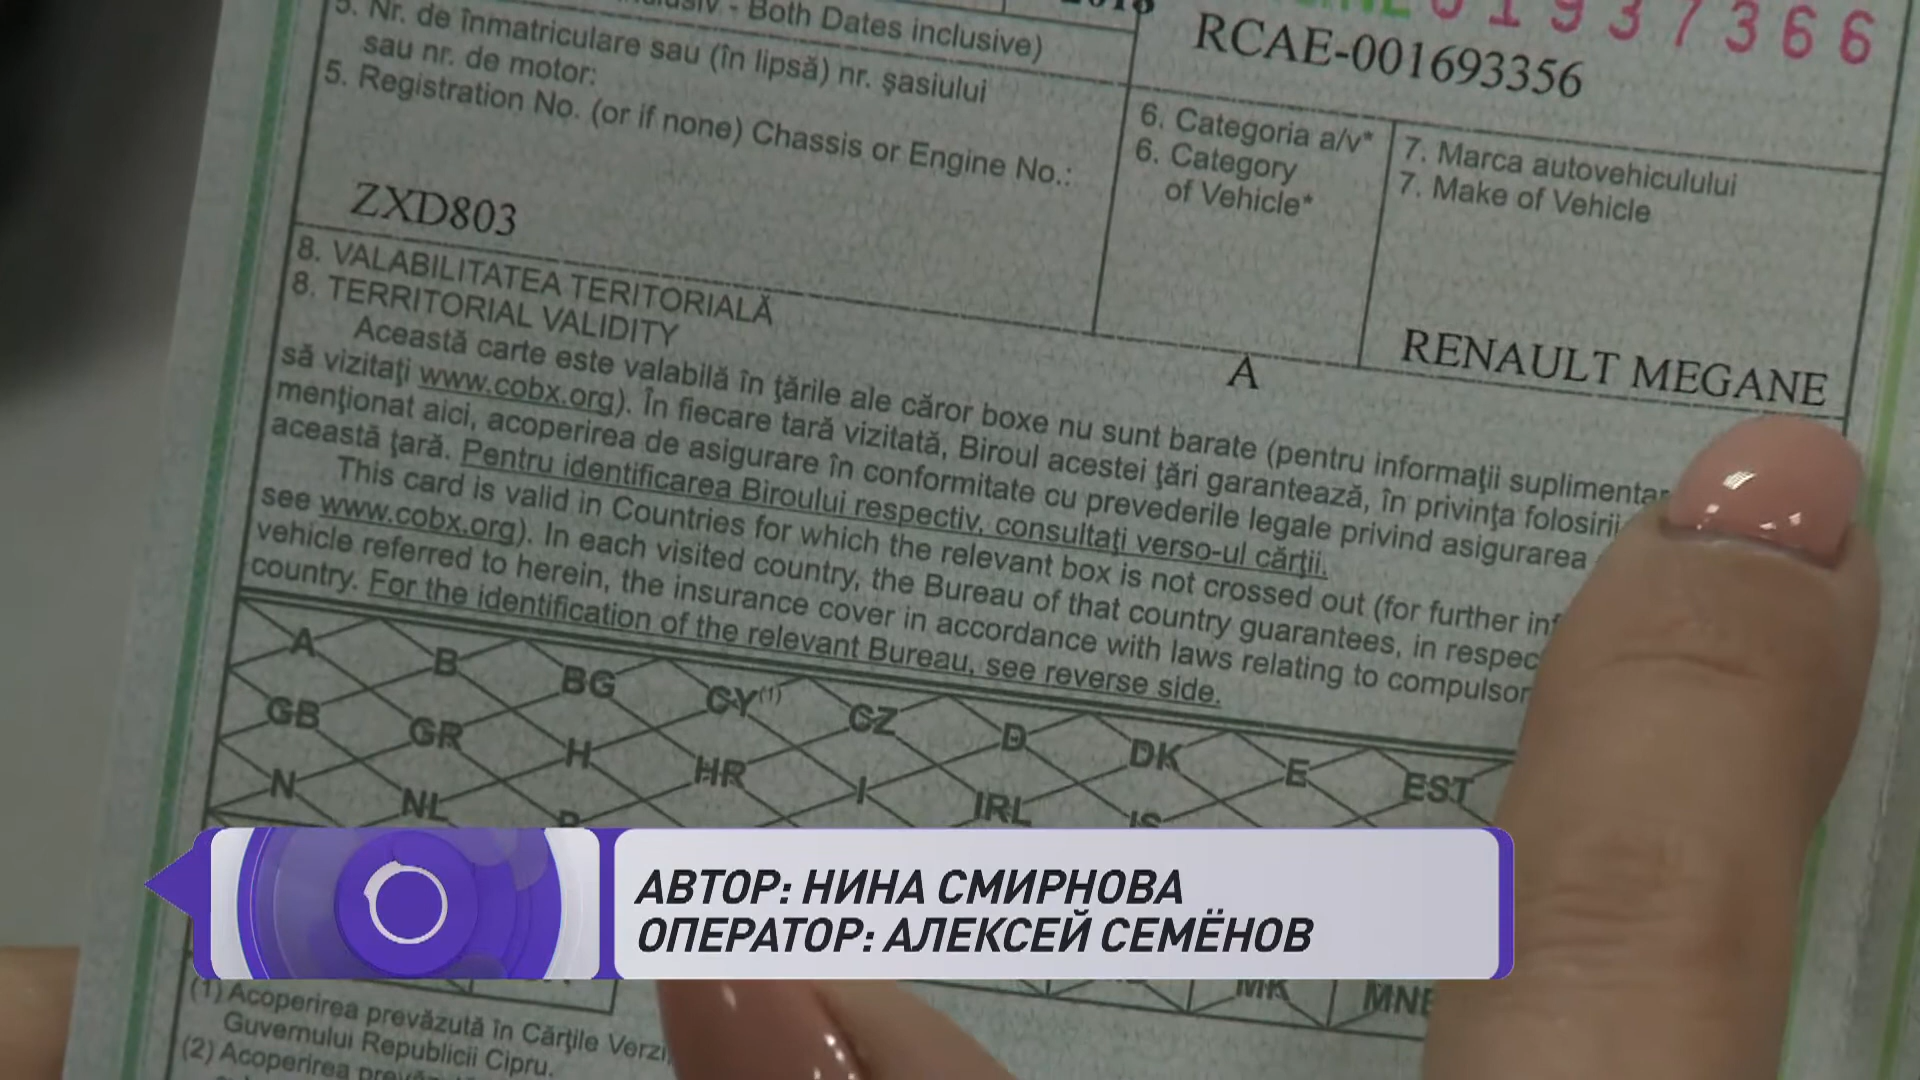 RCAE-001693356
5. Nr. de înmatriculare sau (în lipsă) nr. şasiului
sau nr. de motor:
5. Registration No. (or if none) Chassis or Engine No.:
ZXD803
6. Categoria a/v*
6. Category
of Vehicle*
A
7. Marca autovehiculului
7. Make of Vehicle
RENAULT MEGANE
8. VALABILITATEA TERITORIALĂ
8. TERRITORIAL VALIDITY
Această carte este valabilă în ţările ale căror boxe nu sunt barate (pentru informaţii suplimentar
să vizitaţi www.cobx.org). În fiecare tară vizitată, Biroul acestei ţări garantează, în privinţa folosirii
menţionat aici, acoperirea de asigurare în conformitate cu prevederile legale privind asigurarea
această ţară. Pentru identificarea Biroului respectiv, consultaţi verso-ul cărţii.
This card is valid in Countries for which the relevant box is not crossed out (for further inf
see www.cobx.org). In each visited country, the Bureau of that country guarantees, in respec
vehicle referred to herein, the insurance cover in accordance with laws relating to compulsor
country. For the identification of the relevant Bureau, see reverse side.
A B BG CY(1) CZ D DK E EST
GB GR H HR I IRL IS
N NL
MK MNE
АВТОР: НИНА СМИРНОВА
ОПЕРАТОР: АЛЕКСЕЙ СЕМЁНОВ
(1) Acoperirea prevăzută în Cărţile Verzi
Guvernului Republicii Cipru.
(2) Acoperirea